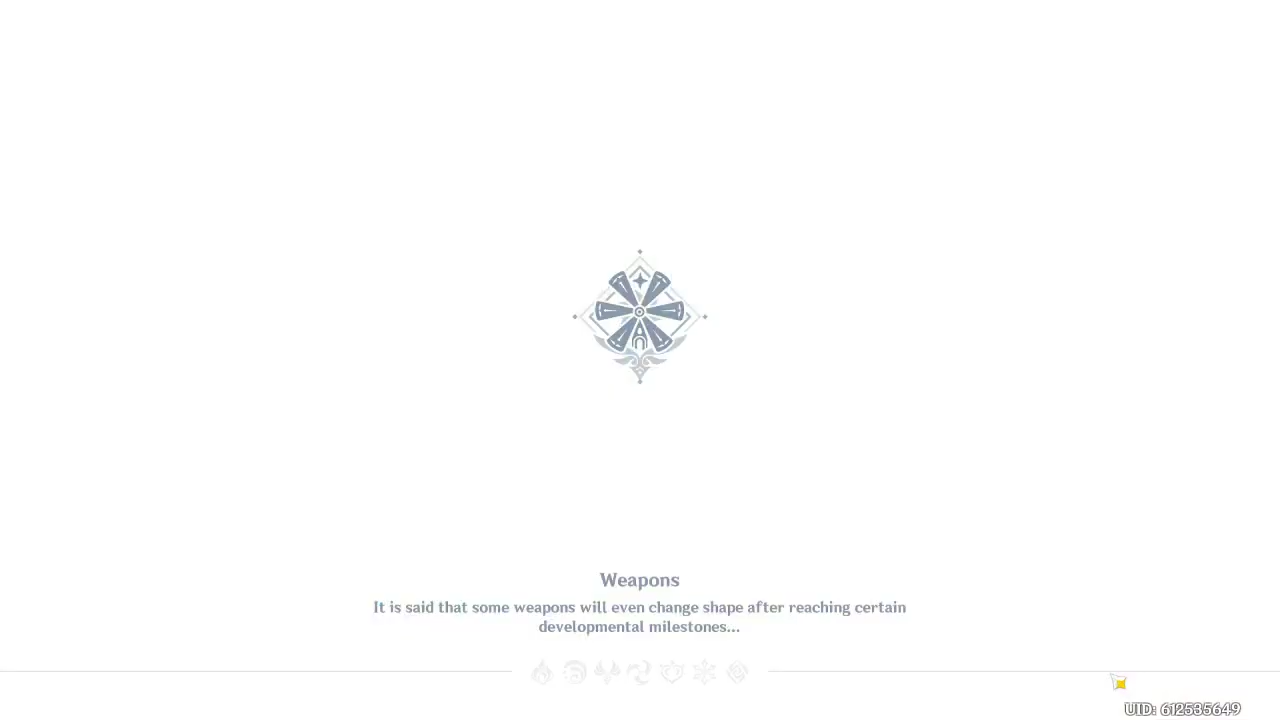 Weapons
It is said that some weapons will even change shape after reaching certain
developmental milestones...
UID: 612535649